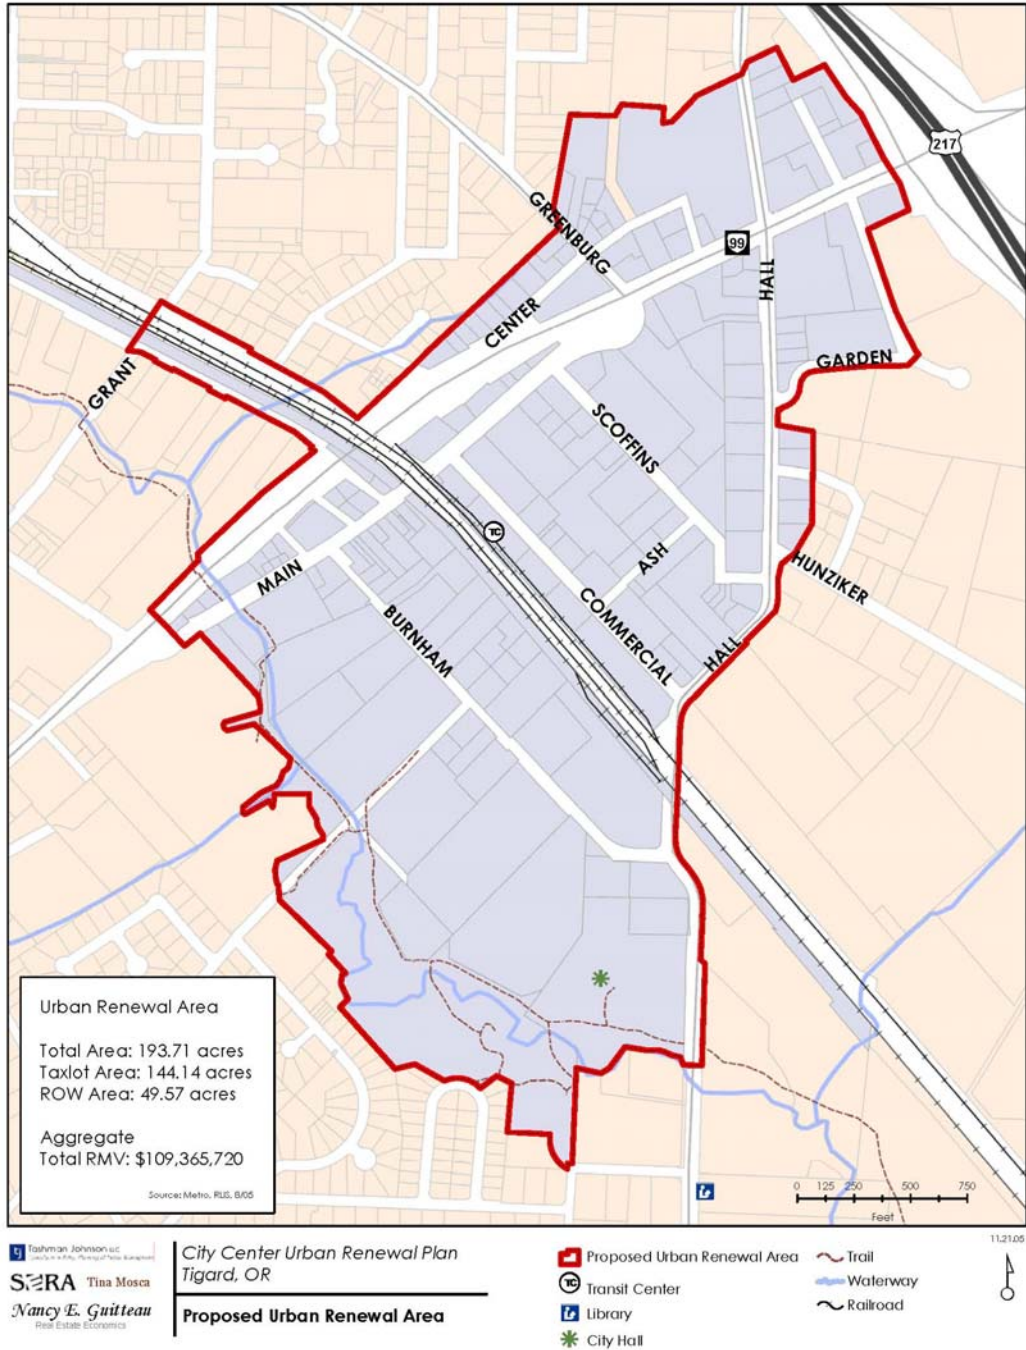 217
GREENBURG
99
HALL
CENTER
GARDEN
GRANT
SCOFFINS
TC
ASH
MAIN
HUNZIKER
COMMERCIAL
BURNHAM
HALL
Urban Renewal Area
Total Area: 193.71 acres
Taxlot Area: 144.14 acres
ROW Area: 49.57 acres
Aggregate
Total RMV: $109,365,720
Source: Metro, RLIS, 8/05
0 125 250 500 750
Feet
11.21.05
Tashman Johnson LLC
SERA Tina Mosca
Nancy E. Guitteau
Real Estate Economics
City Center Urban Renewal Plan
Tigard, OR
Proposed Urban Renewal Area
Proposed Urban Renewal Area
TC Transit Center
Library
City Hall
Trail
Waterway
Railroad